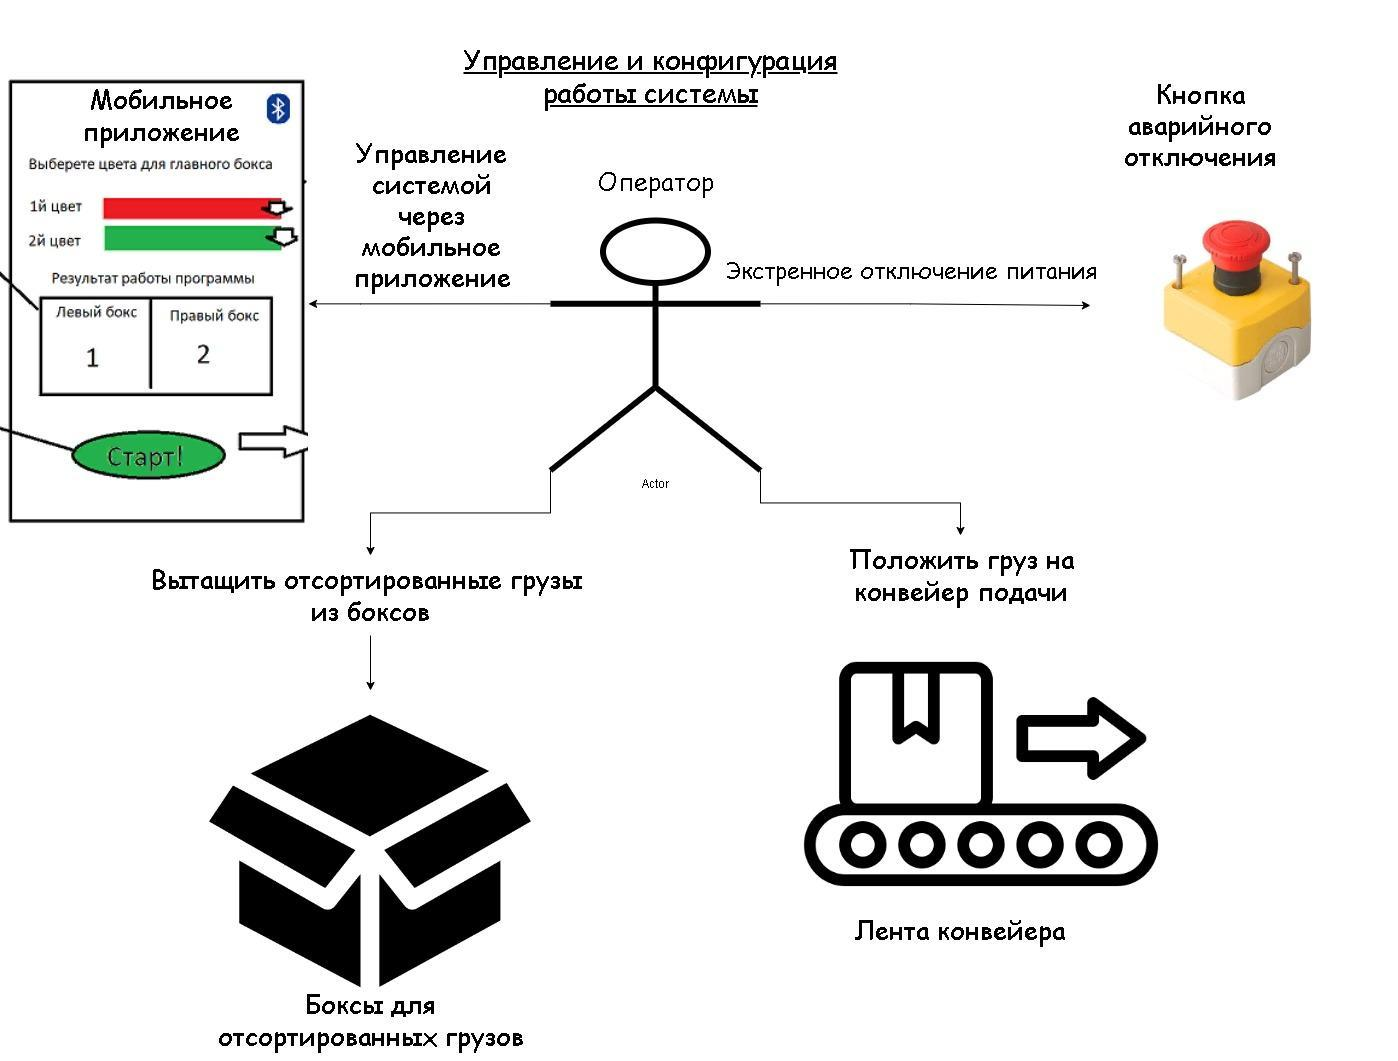 Управление и конфигурация
работы системы
Мобильное
приложение
Выберете цвета для главного бокса
1й цвет
2й цвет
Результат работы программы
Левый бокс
Правый бокс
1
2
Старт!
Управление
системой
через
мобильное
приложение
Оператор
Экстренное отключение питания
Кнопка
аварийного
отключения
Actor
Вытащить отсортированные грузы
из боксов
Положить груз на
конвейер подачи
Лента конвейера
Боксы для
отсортированных грузов